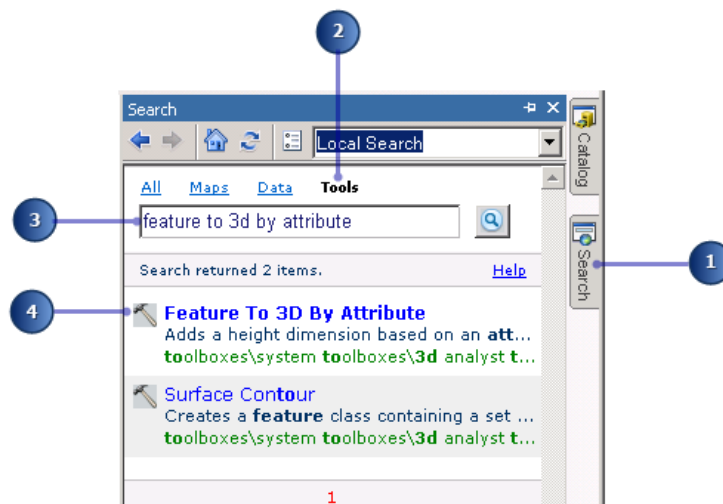 2
Search
Local Search
Catalog
All Maps Data Tools
3
feature to 3d by attribute
Search
1
Search returned 2 items. Help
4
Feature To 3D By Attribute
Adds a height dimension based on an att...
toolboxes\system toolboxes\3d analyst t...
Surface Contour
Creates a feature class containing a set ...
toolboxes\system toolboxes\3d analyst t...
1